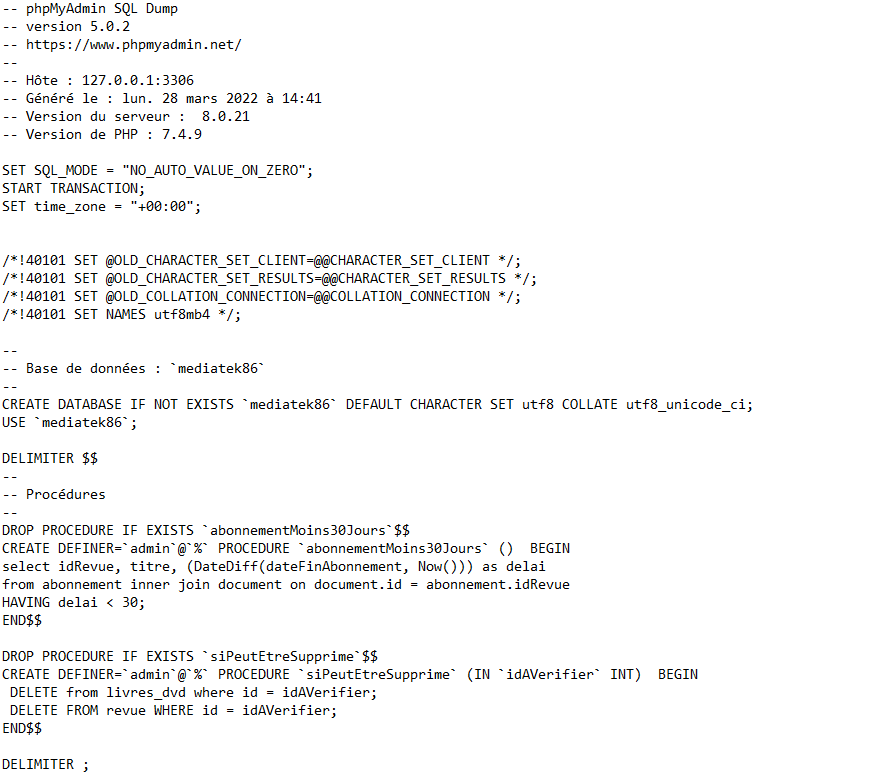 -- phpMyAdmin SQL Dump
-- version 5.0.2
-- https://www.phpmyadmin.net/
--
-- Hôte : 127.0.0.1:3306
-- Généré le : lun. 28 mars 2022 à 14:41
-- Version du serveur :  8.0.21
-- Version de PHP : 7.4.9

SET SQL_MODE = "NO_AUTO_VALUE_ON_ZERO";
START TRANSACTION;
SET time_zone = "+00:00";


/*!40101 SET @OLD_CHARACTER_SET_CLIENT=@@CHARACTER_SET_CLIENT */;
/*!40101 SET @OLD_CHARACTER_SET_RESULTS=@@CHARACTER_SET_RESULTS */;
/*!40101 SET @OLD_COLLATION_CONNECTION=@@COLLATION_CONNECTION */;
/*!40101 SET NAMES utf8mb4 */;

--
-- Base de données : `mediatek86`
--
CREATE DATABASE IF NOT EXISTS `mediatek86` DEFAULT CHARACTER SET utf8 COLLATE utf8_unicode_ci;
USE `mediatek86`;

DELIMITER $$
--
-- Procédures
--
DROP PROCEDURE IF EXISTS `abonnementMoins30Jours`$$
CREATE DEFINER=`admin`@`%` PROCEDURE `abonnementMoins30Jours` ()  BEGIN
select idRevue, titre, (DateDiff(dateFinAbonnement, Now())) as delai
from abonnement inner join document on document.id = abonnement.idRevue
HAVING delai < 30;
END$$

DROP PROCEDURE IF EXISTS `siPeutEtreSupprime`$$
CREATE DEFINER=`admin`@`%` PROCEDURE `siPeutEtreSupprime` (IN `idAVerifier` INT)  BEGIN
 DELETE from livres_dvd where id = idAVerifier;
 DELETE FROM revue WHERE id = idAVerifier;
END$$

DELIMITER ;